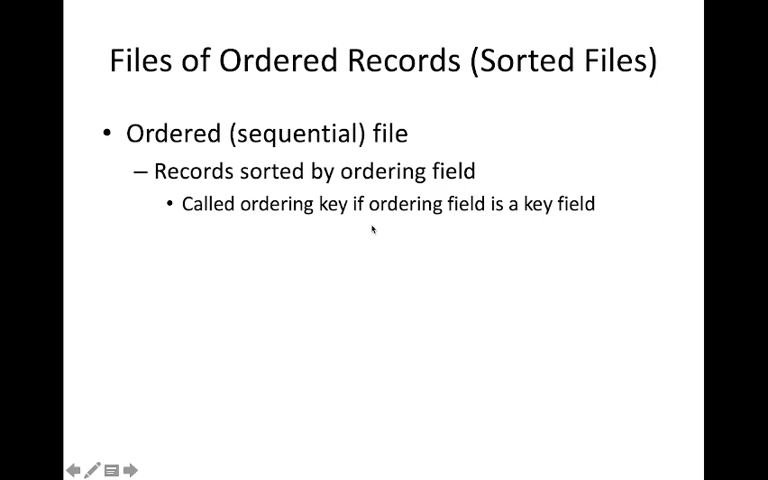 Files of Ordered Records (Sorted Files)
• Ordered (sequential) file
– Records sorted by ordering field
• Called ordering key if ordering field is a key field